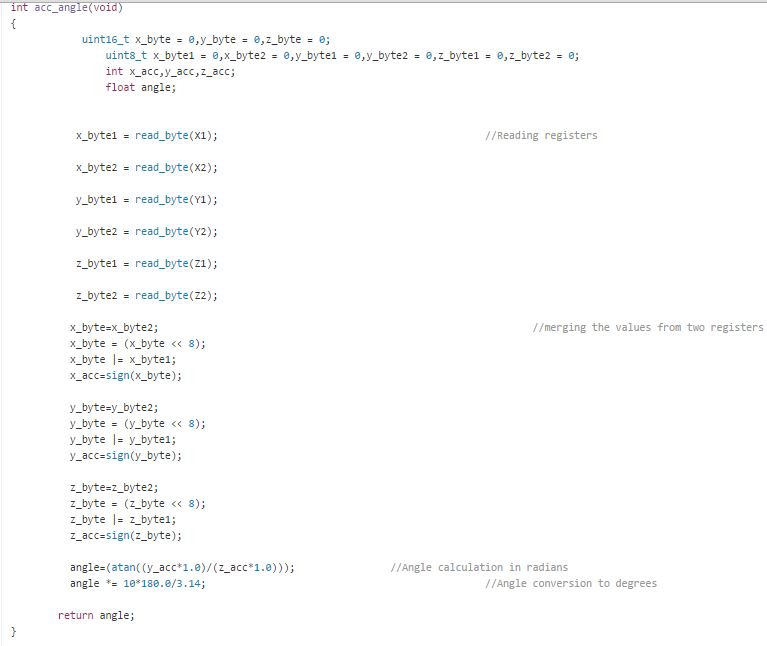 int acc_angle(void)
{
uint16_t x_byte = 0,y_byte = 0,z_byte = 0;
uint8_t x_byte1 = 0,x_byte2 = 0,y_byte1 = 0,y_byte2 = 0,z_byte1 = 0,z_byte2 = 0;
int x_acc,y_acc,z_acc;
float angle;
x_byte1 = read_byte(X1); //Reading registers
x_byte2 = read_byte(X2);
y_byte1 = read_byte(Y1);
y_byte2 = read_byte(Y2);
z_byte1 = read_byte(Z1);
z_byte2 = read_byte(Z2);
x_byte=x_byte2; //merging the values from two registers
x_byte = (x_byte << 8);
x_byte |= x_byte1;
x_acc=sign(x_byte);
y_byte=y_byte2;
y_byte = (y_byte << 8);
y_byte |= y_byte1;
y_acc=sign(y_byte);
z_byte=z_byte2;
z_byte = (z_byte << 8);
z_byte |= z_byte1;
z_acc=sign(z_byte);
angle=(atan((y_acc*1.0)/(z_acc*1.0))); //Angle calculation in radians
angle *= 10*180.0/3.14; //Angle conversion to degrees
return angle;
}